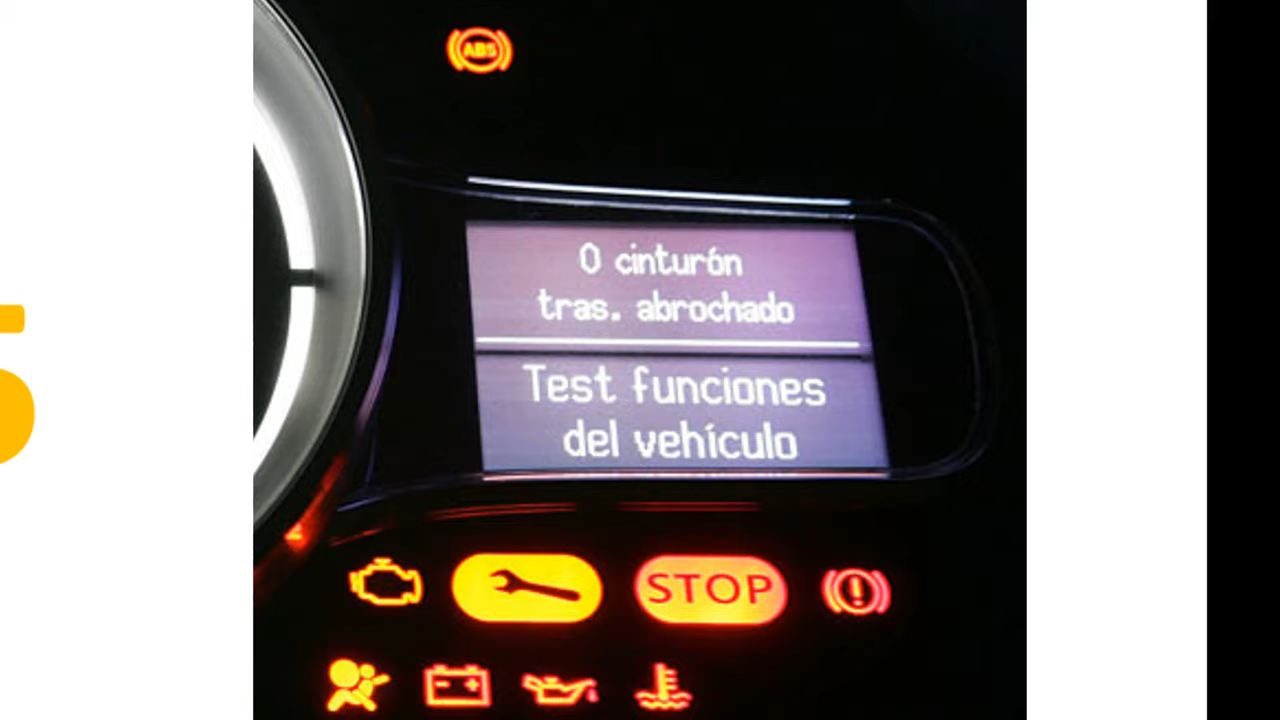 ABS
0 cinturón
tras. abrochado
Test funciones
del vehículo
STOP